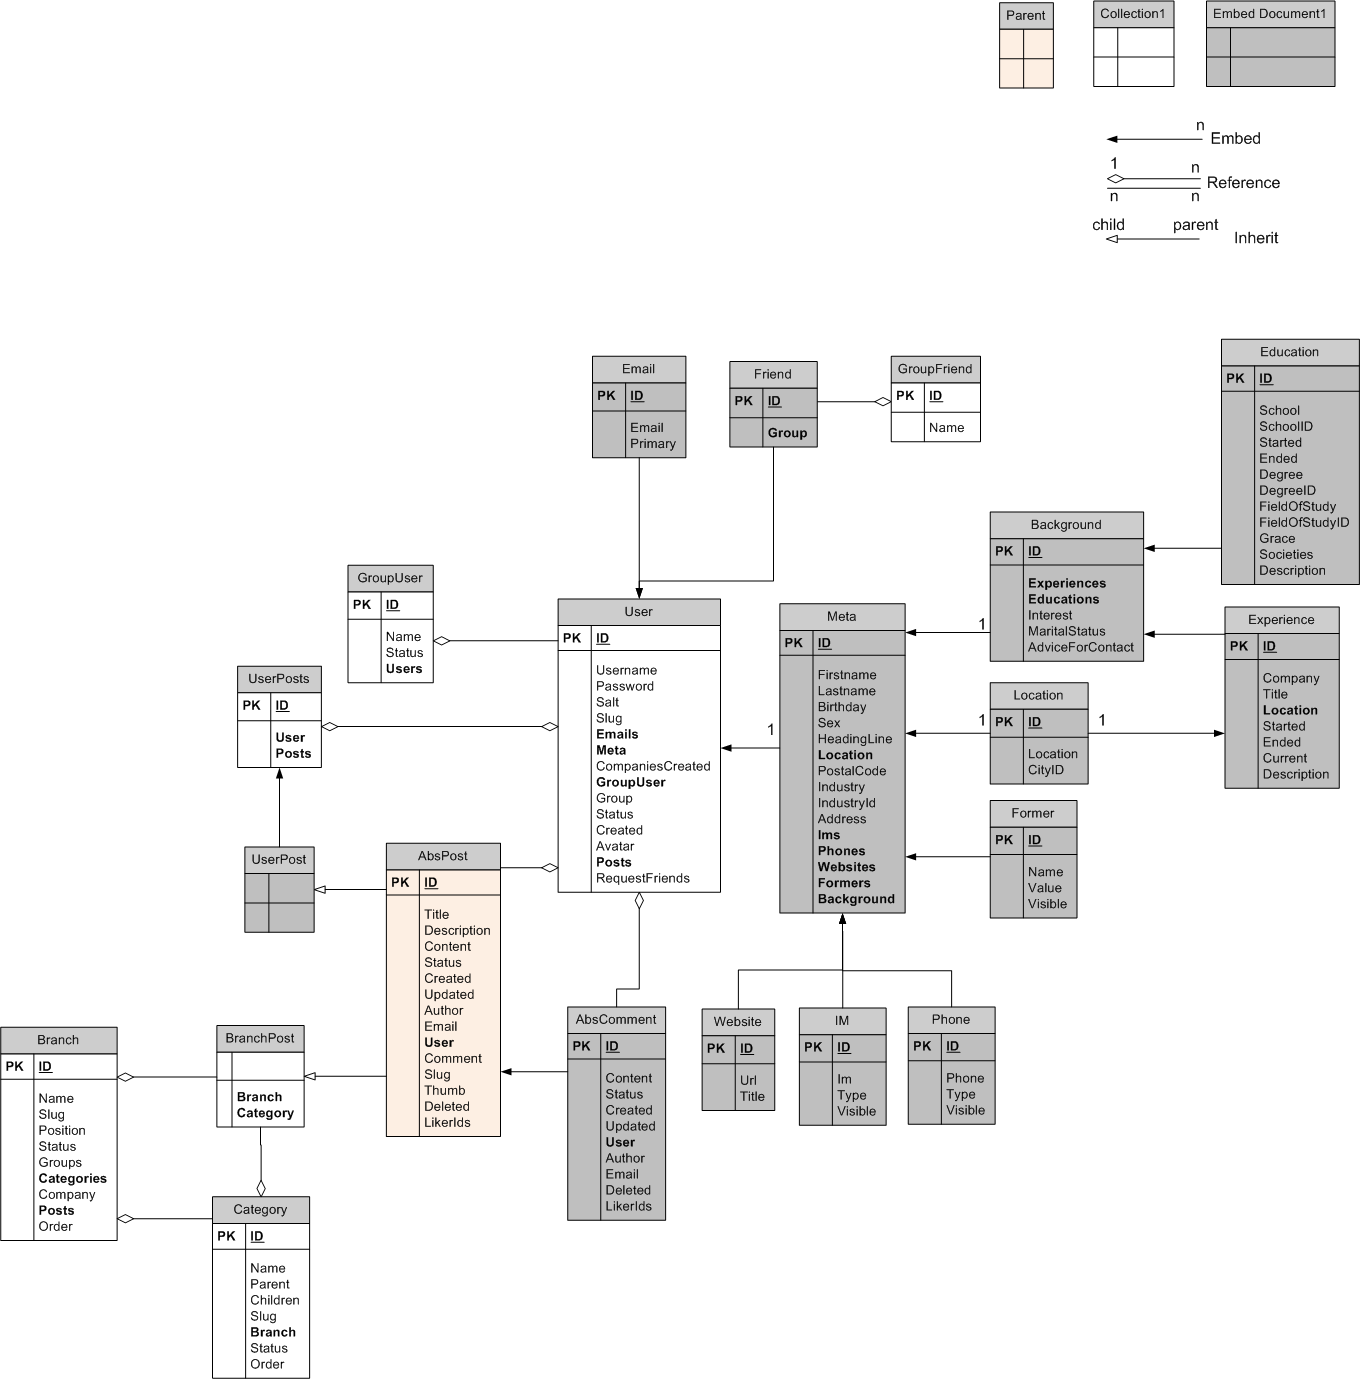 Parent
Collection1
Embed Document1
n
Embed
1
n
Reference
n
n
child
parent
Inherit
Email
PK ID
Email
Primary
Friend
PK ID
Group
GroupFriend
PK ID
Name
Education
PK ID
School
SchoolID
Started
Ended
Degree
DegreeID
FieldOfStudy
FieldOfStudyID
Grace
Societies
Description
Background
PK ID
Experiences
Educations
Interest
MaritalStatus
AdviceForContact
GroupUser
PK ID
Name
Status
Users
User
PK ID
Username
Password
Salt
Slug
Emails
Meta
CompaniesCreated
GroupUser
Group
Status
Created
Avatar
Posts
RequestFriends
Meta
PK ID
Firstname
Lastname
Birthday
Sex
HeadingLine
Location
PostalCode
Industry
IndustryId
Address
Ims
Phones
Websites
Formers
Background
1
1
1
1
Experience
PK ID
Company
Title
Location
Started
Ended
Current
Description
Location
PK ID
Location
CityID
Former
PK ID
Name
Value
Visible
UserPosts
PK ID
User
Posts
UserPost
AbsPost
PK ID
Title
Description
Content
Status
Created
Updated
Author
Email
User
Comment
Slug
Thumb
Deleted
LikerIds
AbsComment
PK ID
Content
Status
Created
Updated
User
Author
Email
Deleted
LikerIds
Website
PK ID
Url
Title
IM
PK ID
Im
Type
Visible
Phone
PK ID
Phone
Type
Visible
Branch
PK ID
Name
Slug
Position
Status
Groups
Categories
Company
Posts
Order
BranchPost
Branch
Category
Category
PK ID
Name
Parent
Children
Slug
Branch
Status
Order